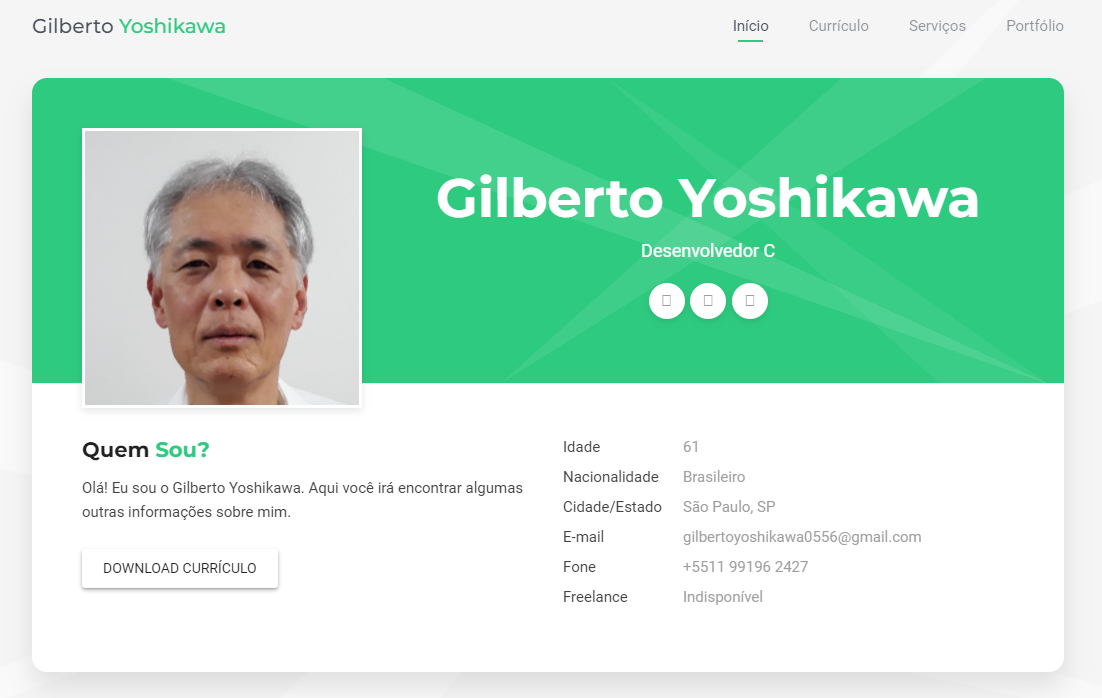 Gilberto Yoshikawa
Início Currículo Serviços Portfólio
Gilberto Yoshikawa
Desenvolvedor C
Quem Sou?
Olá! Eu sou o Gilberto Yoshikawa. Aqui você irá encontrar algumas
outras informações sobre mim.
DOWNLOAD CURRÍCULO
Idade 61
Nacionalidade Brasileiro
Cidade/Estado São Paulo, SP
E-mail gilbertoyoshikawa0556@gmail.com
Fone +5511 99196 2427
Freelance Indisponível